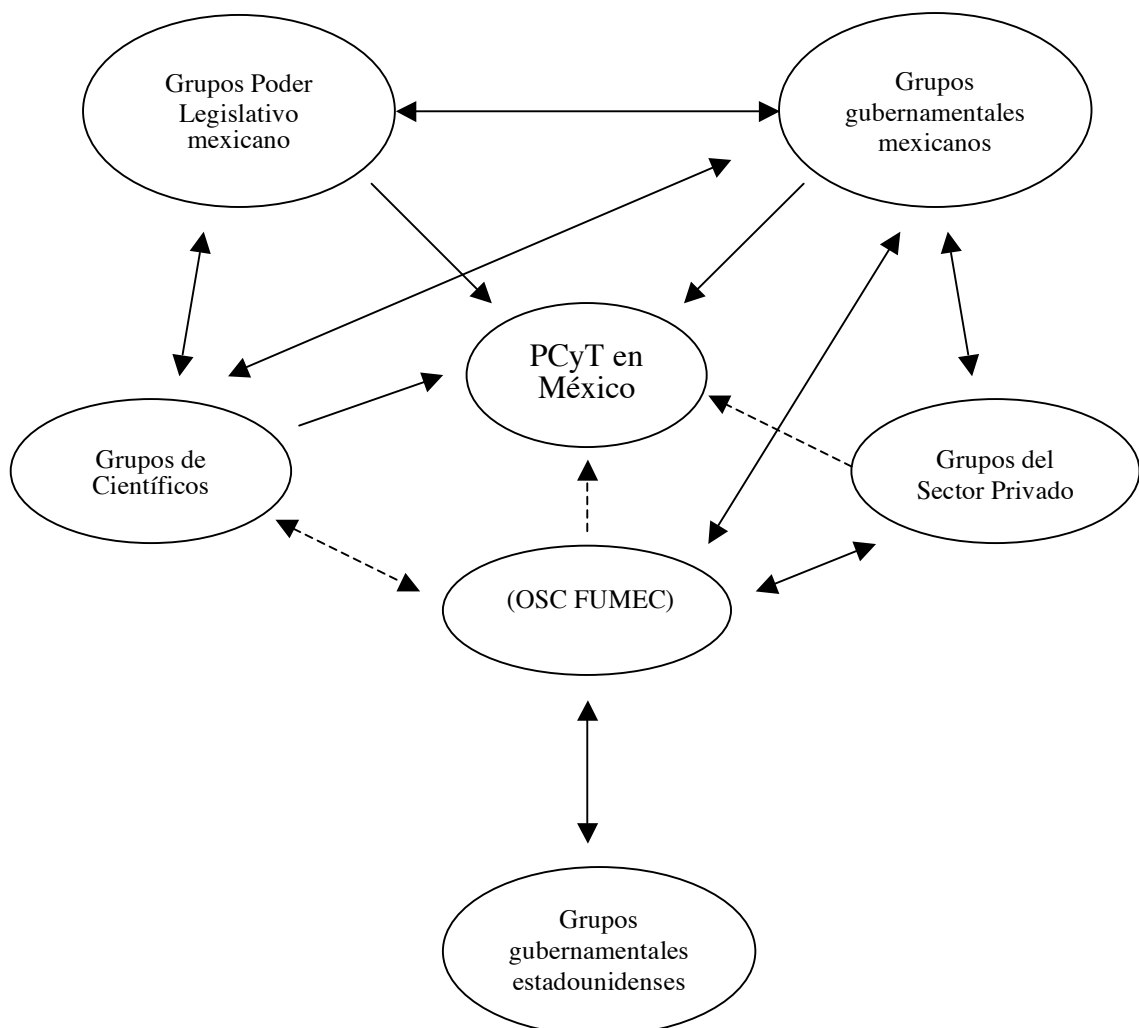 Grupos Poder
Legislativo
mexicano
Grupos
gubernamentales
mexicanos
PCyT en
México
Grupos de
Científicos
Grupos del
Sector Privado
(OSC FUMEC)
Grupos
gubernamentales
estadounidenses